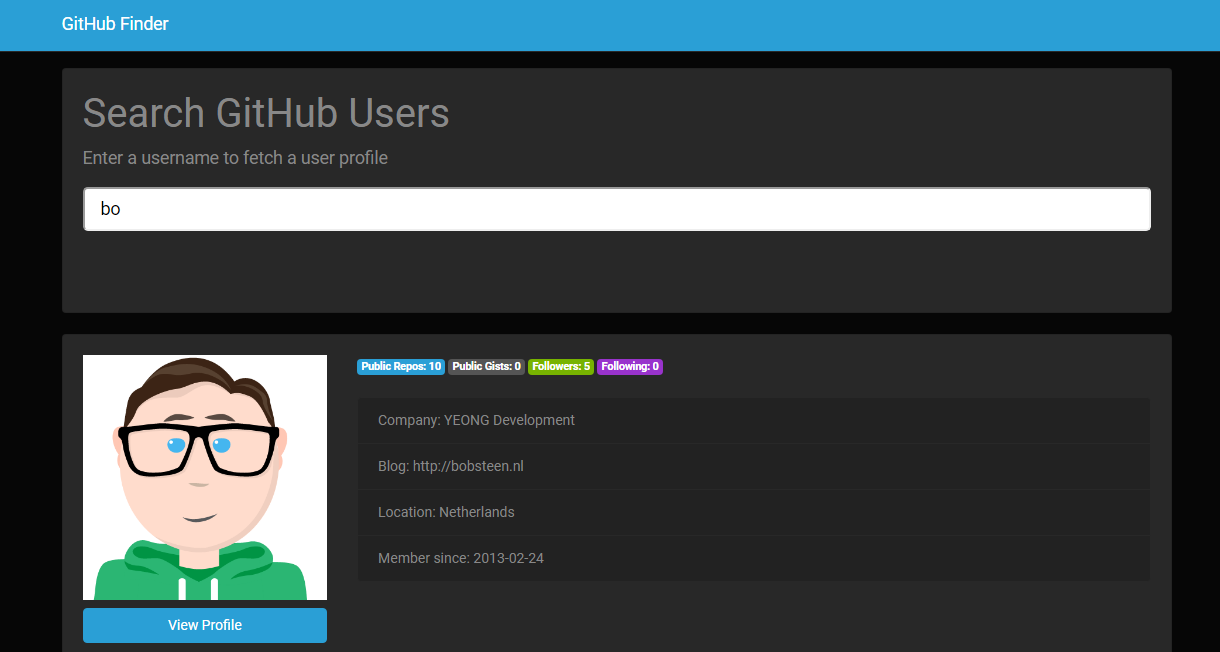 GitHub Finder
Search GitHub Users
Enter a username to fetch a user profile
bo
Public Repos: 10 Public Gists: 0 Followers: 5 Following: 0
Company: YEONG Development
Blog: http://bobsteen.nl
Location: Netherlands
Member since: 2013-02-24
View Profile